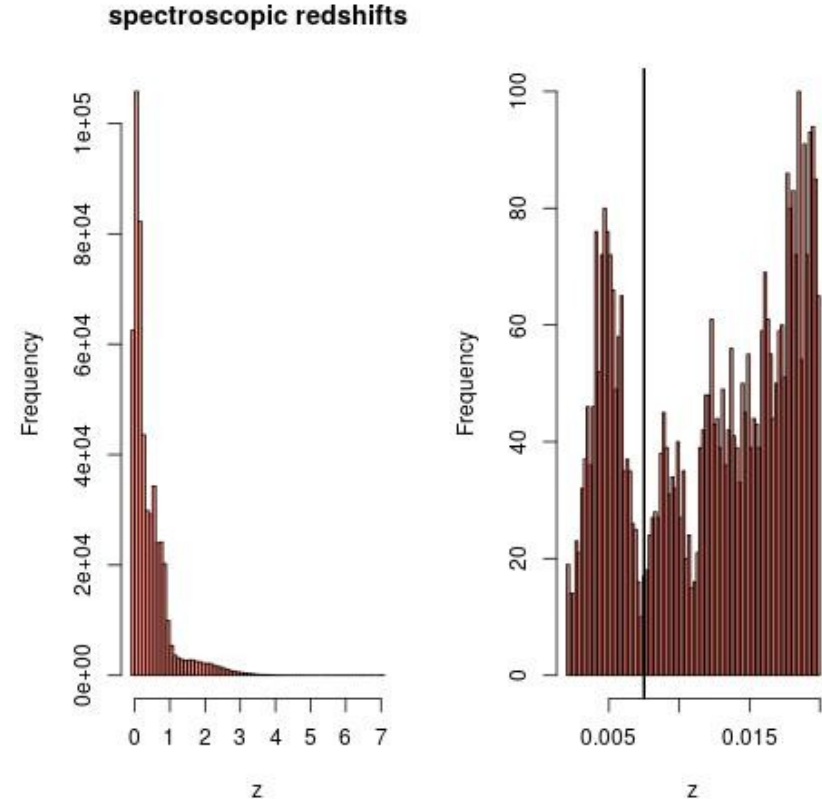 spectroscopic redshifts
Frequency
0e+00 2e+04 4e+04 6e+04 8e+04 1e+05
0 1 2 3 4 5 6 7
z
Frequency
0 20 40 60 80 100
0.005 0.015
z